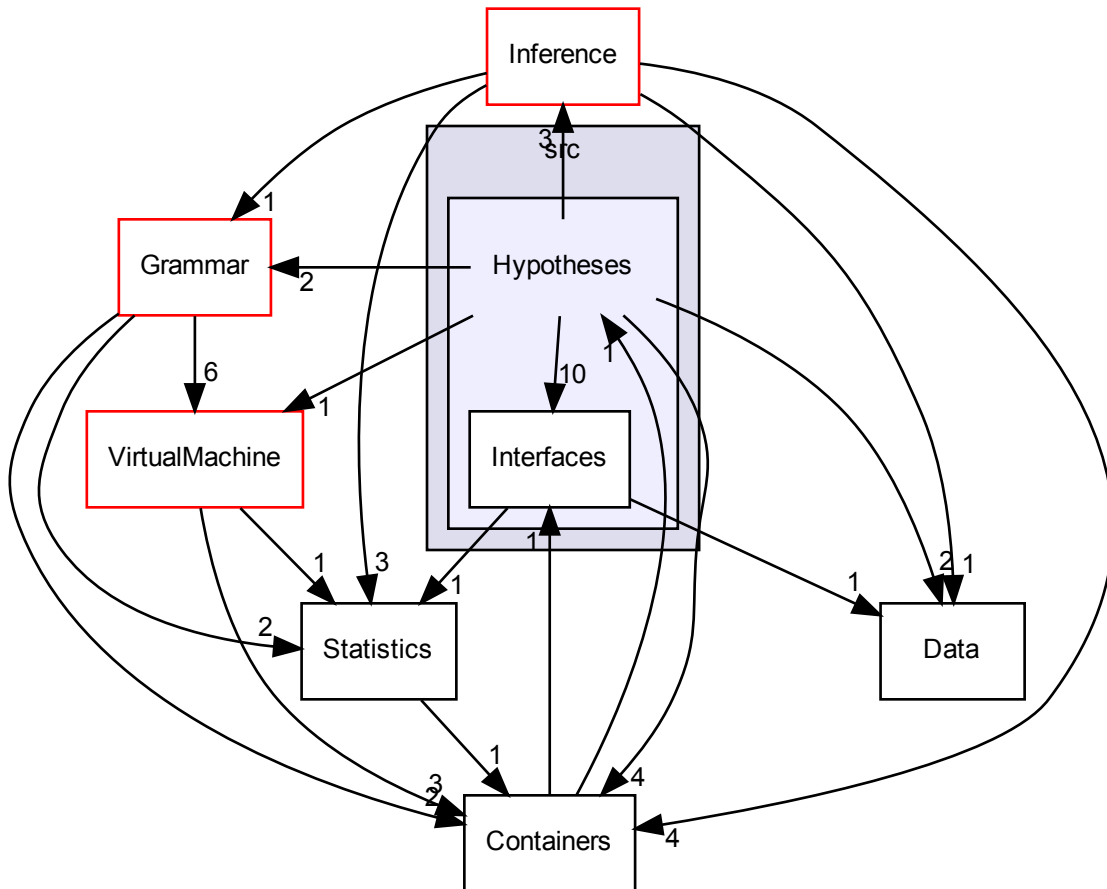 Inference
3
src
1
Grammar
2
Hypotheses
6
1
10
1
VirtualMachine
Interfaces
1
3
1
1
1
2
1
2
Statistics
Data
1
3
2
4
Containers
4